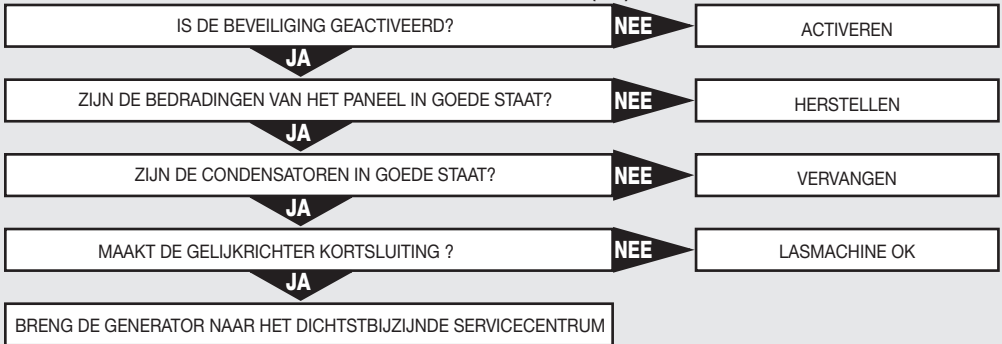 IS DE BEVEILIGING GEACTIVEERD?
NEE
ACTIVEREN
JA
ZIJN DE BEDRADINGEN VAN HET PANEEL IN GOEDE STAAT?
NEE
HERSTELLEN
JA
ZIJN DE CONDENSATOREN IN GOEDE STAAT?
NEE
VERVANGEN
JA
MAAKT DE GELIJKRICHTER KORTSLUITING ?
NEE
LASMACHINE OK
JA
BRENG DE GENERATOR NAAR HET DICHTSTBIJZIJNDE SERVICECENTRUM